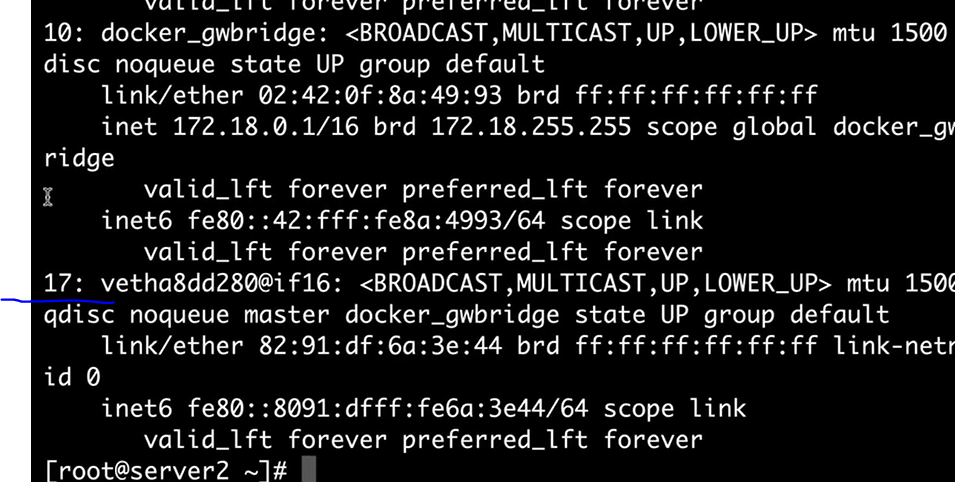 valid_lft forever preferred_lft forever
10: docker_gwbridge: <BROADCAST,MULTICAST,UP,LOWER_UP> mtu 1500
disc noqueue state UP group default
link/ether 02:42:0f:8a:49:93 brd ff:ff:ff:ff:ff:ff
inet 172.18.0.1/16 brd 172.18.255.255 scope global docker_gw
ridge
valid_lft forever preferred_lft forever
inet6 fe80::42:fff:fe8a:4993/64 scope link
valid_lft forever preferred_lft forever
17: vetha8dd280@if16: <BROADCAST,MULTICAST,UP,LOWER_UP> mtu 1500
qdisc noqueue master docker_gwbridge state UP group default
link/ether 82:91:df:6a:3e:44 brd ff:ff:ff:ff:ff:ff link-netn
id 0
inet6 fe80::8091:dfff:fe6a:3e44/64 scope link
valid_lft forever preferred_lft forever
[root@server2 ~]#